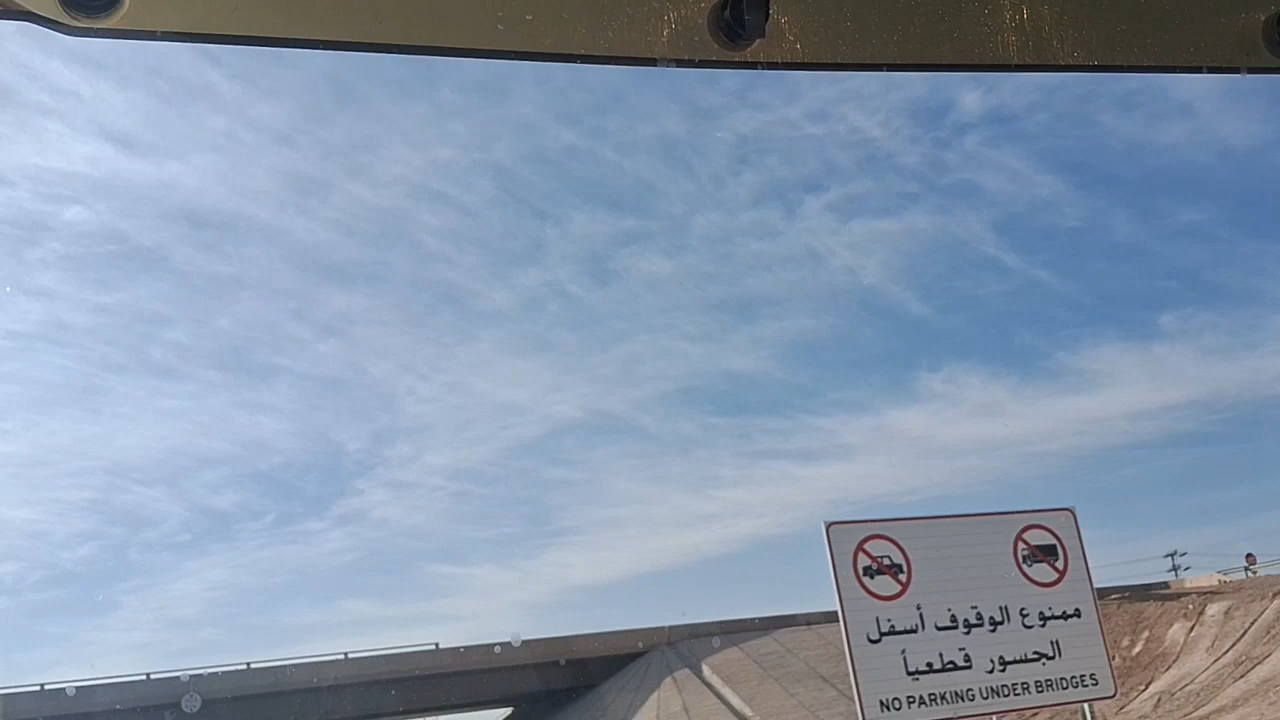 ممنوع الوقوف أسفل
الجسور قطعياً
NO PARKING UNDER BRIDGES